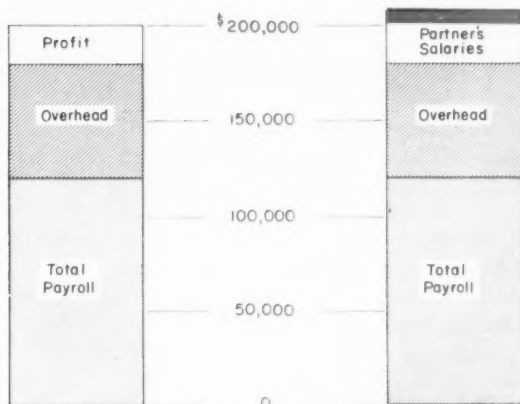 Profit
Overhead
Total
Payroll
$200,000
150,000
100,000
50,000
0
Partner's
Salaries
Overhead
Total
Payroll